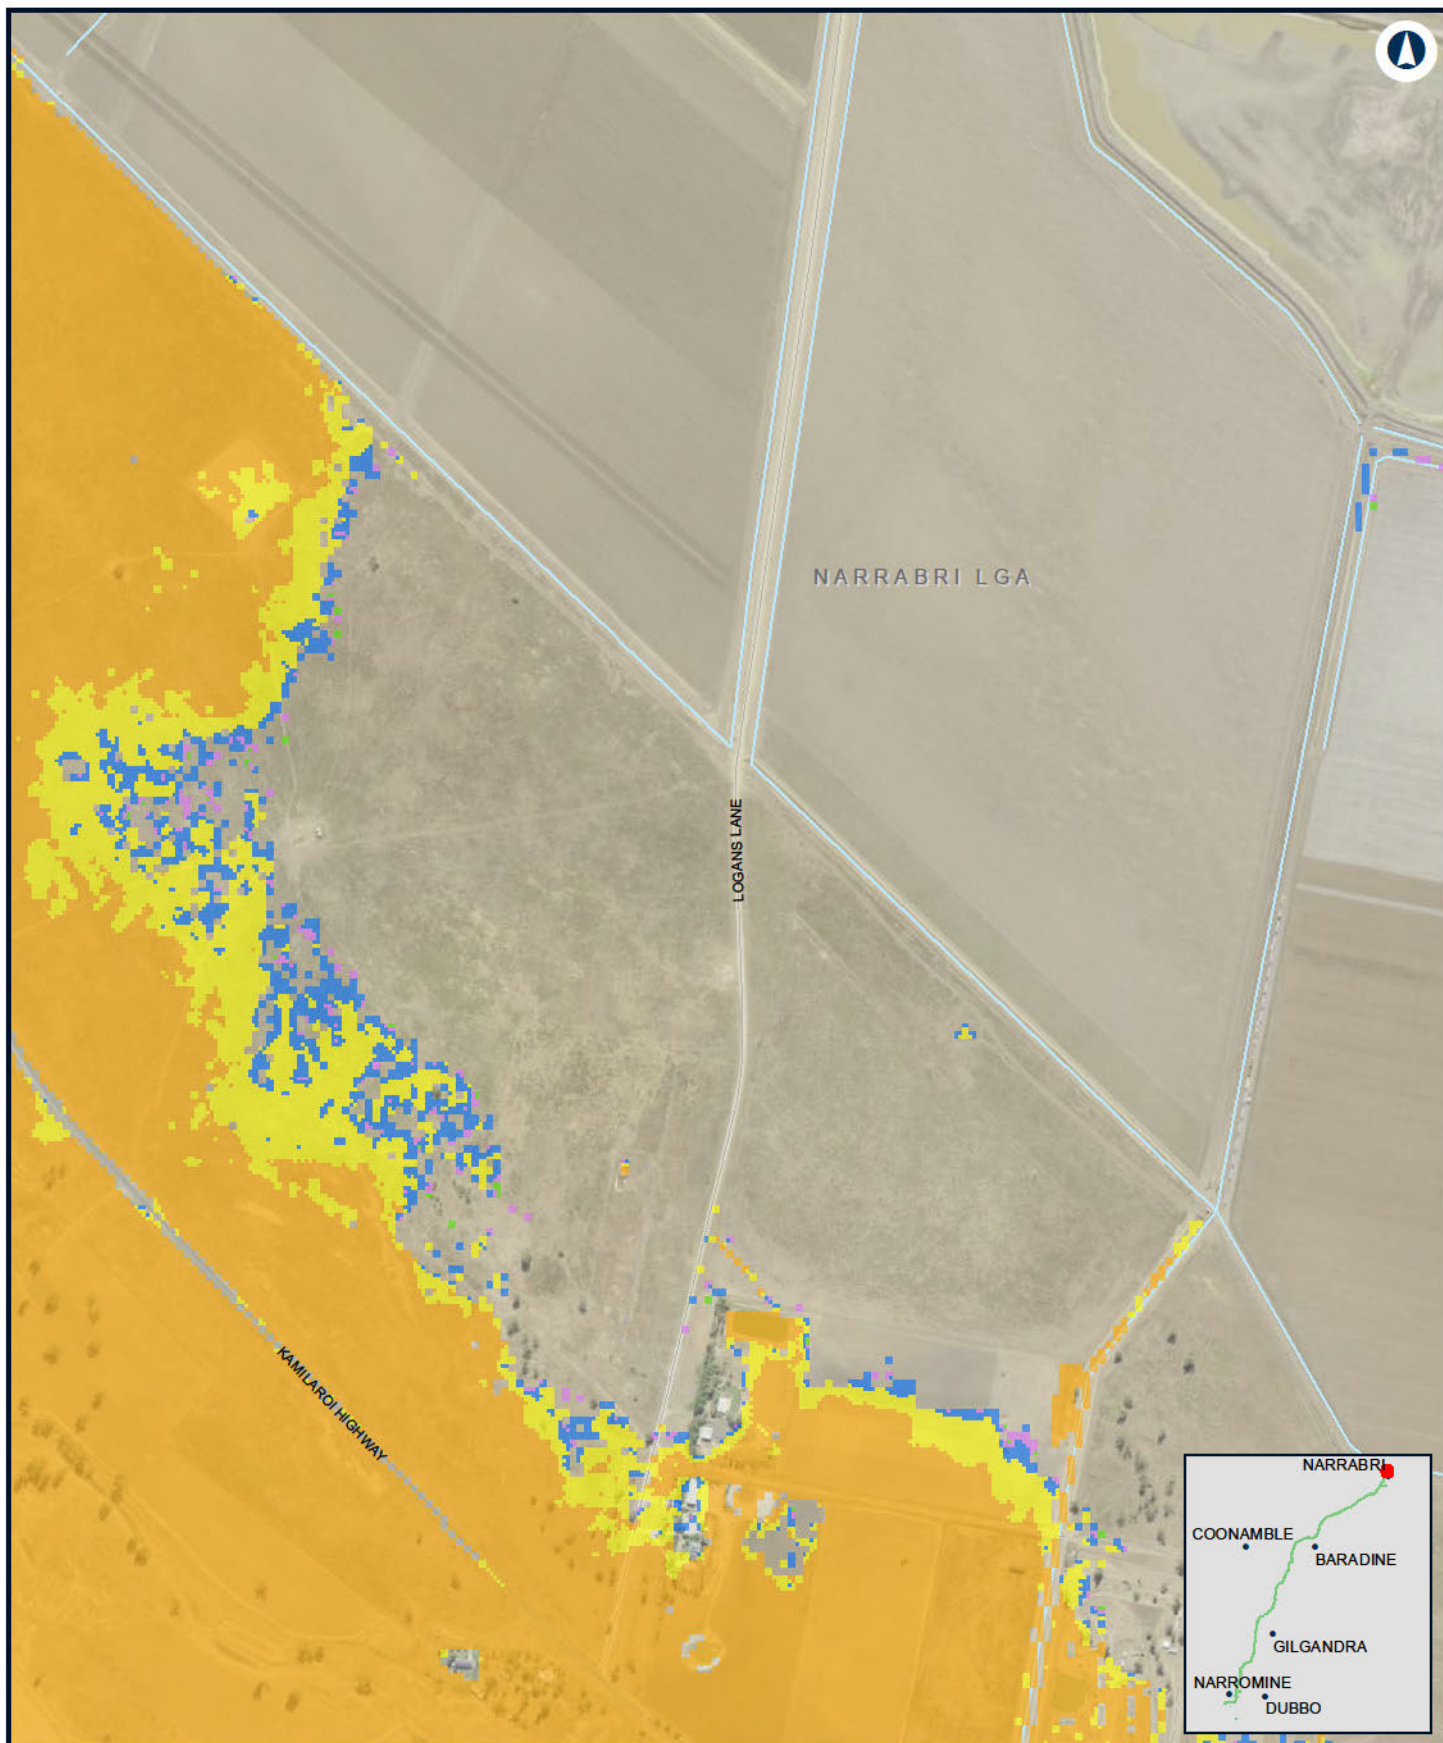 NARRABRI LGA
LOGANS LANE
KAMILAROI HIGHWAY
NARRABRI
COONAMBLE
BARADINE
GILGANDRA
NARROMINE
DUBBO